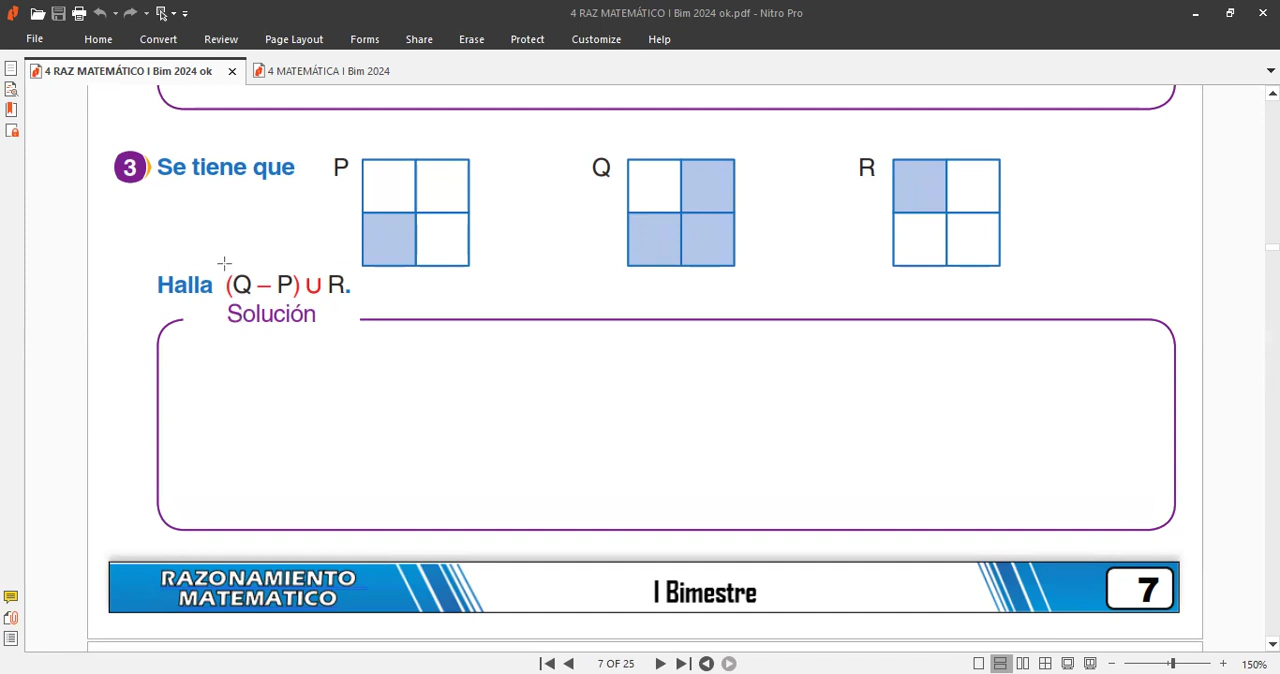 4 RAZ MATEMÁTICO I Bim 2024 ok.pdf - Nitro Pro
File Home Convert Review Page Layout Forms Share Erase Protect Customize Help
4 RAZ MATEMÁTICO I Bim 2024 ok
4 MATEMÁTICA I Bim 2024
3 Se tiene que P Q R
Halla (Q – P) ∪ R.
Solución
RAZONAMIENTO
MATEMATICO
I Bimestre
7
7 OF 25
150%